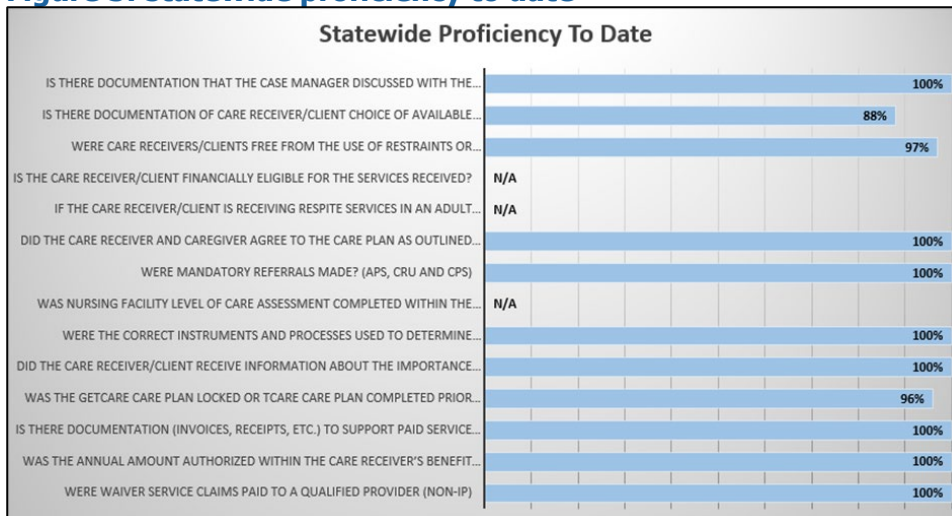 Figure 3: Statewide proficiency to date
Statewide Proficiency To Date
IS THERE DOCUMENTATION THAT THE CASE MANAGER DISCUSSED WITH THE... 100%
IS THERE DOCUMENTATION OF CARE RECEIVER/CLIENT CHOICE OF AVAILABLE... 88%
WERE CARE RECEIVERS/CLIENTS FREE FROM THE USE OF RESTRAINTS OR... 97%
IS THE CARE RECEIVER/CLIENT FINANCIALLY ELIGIBLE FOR THE SERVICES RECEIVED? N/A
IF THE CARE RECEIVER/CLIENT IS RECEIVING RESPITE SERVICES IN AN ADULT... N/A
DID THE CARE RECEIVER AND CAREGIVER AGREE TO THE CARE PLAN AS OUTLINED... 100%
WERE MANDATORY REFERRALS MADE? (APS, CRU AND CPS) 100%
WAS NURSING FACILITY LEVEL OF CARE ASSESSMENT COMPLETED WITHIN THE... N/A
WERE THE CORRECT INSTRUMENTS AND PROCESSES USED TO DETERMINE... 100%
DID THE CARE RECEIVER/CLIENT RECEIVE INFORMATION ABOUT THE IMPORTANCE... 100%
WAS THE GETCARE CARE PLAN LOCKED OR TCARE CARE PLAN COMPLETED PRIOR... 96%
IS THERE DOCUMENTATION (INVOICES, RECEIPTS, ETC.) TO SUPPORT PAID SERVICE... 100%
WAS THE ANNUAL AMOUNT AUTHORIZED WITHIN THE CARE RECEIVER'S BENEFIT... 100%
WERE WAIVER SERVICE CLAIMS PAID TO A QUALIFIED PROVIDER (NON-IP) 100%